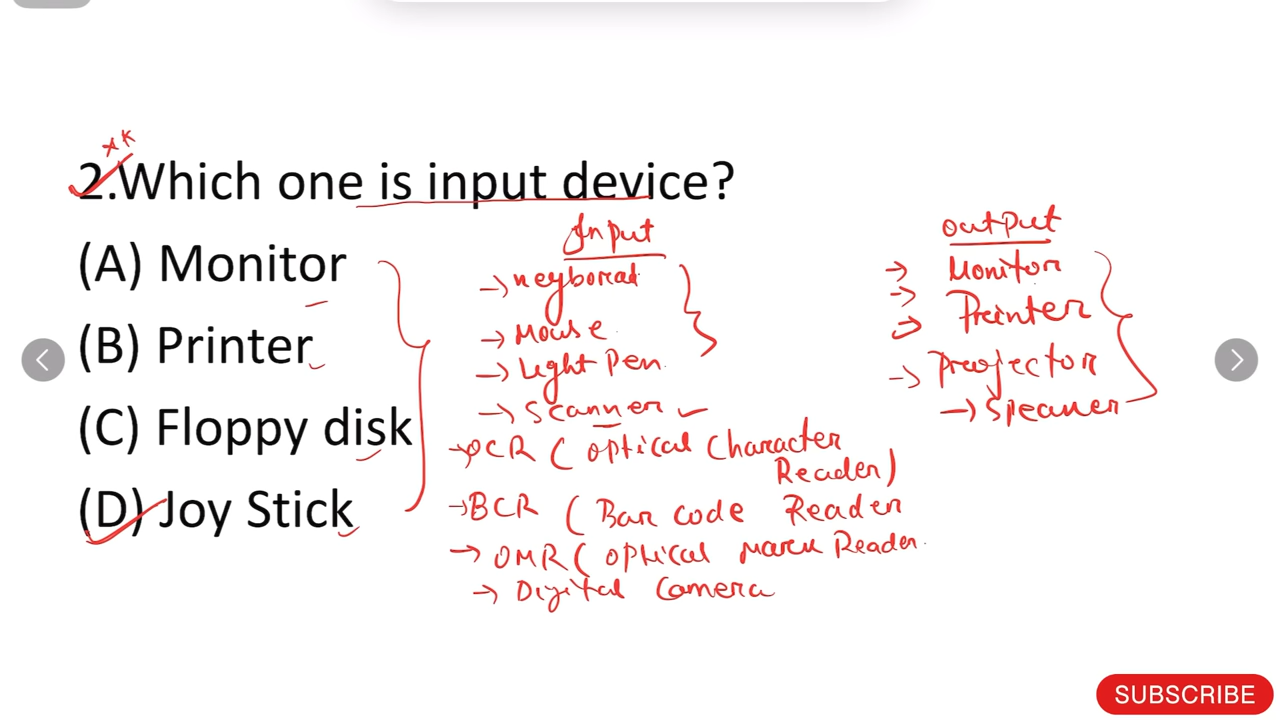 2.Which one is input device?
(A) Monitor
(B) Printer
(C) Floppy disk
(D) Joy Stick
Input
→ Keyborad
→ Mouse
→ Light Pen
→ Scanner
→ OCR ( optical Character
Reader)
→ BCR ( Bar code Reader
→ OMR ( optical Mark Reader
→ Digital Camera
output
→ Monitor
→ Printer
→ Projector
→ Speaker
SUBSCRIBE